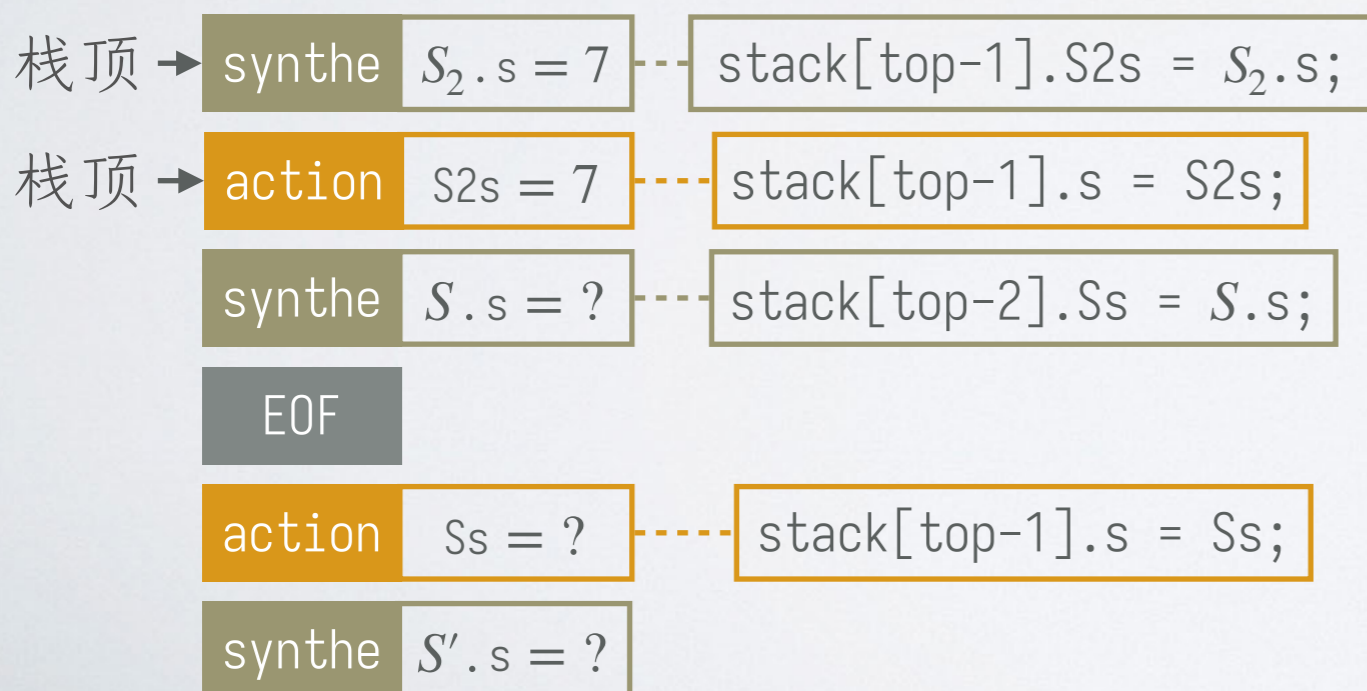 栈顶 synthe S₂.s = 7 stack[top-1].S2s = S₂.s;
栈顶 action S2s = 7 stack[top-1].s = S2s;
synthe S.s = ? stack[top-2].Ss = S.s;
EOF
action Ss = ? stack[top-1].s = Ss;
synthe S′.s = ?